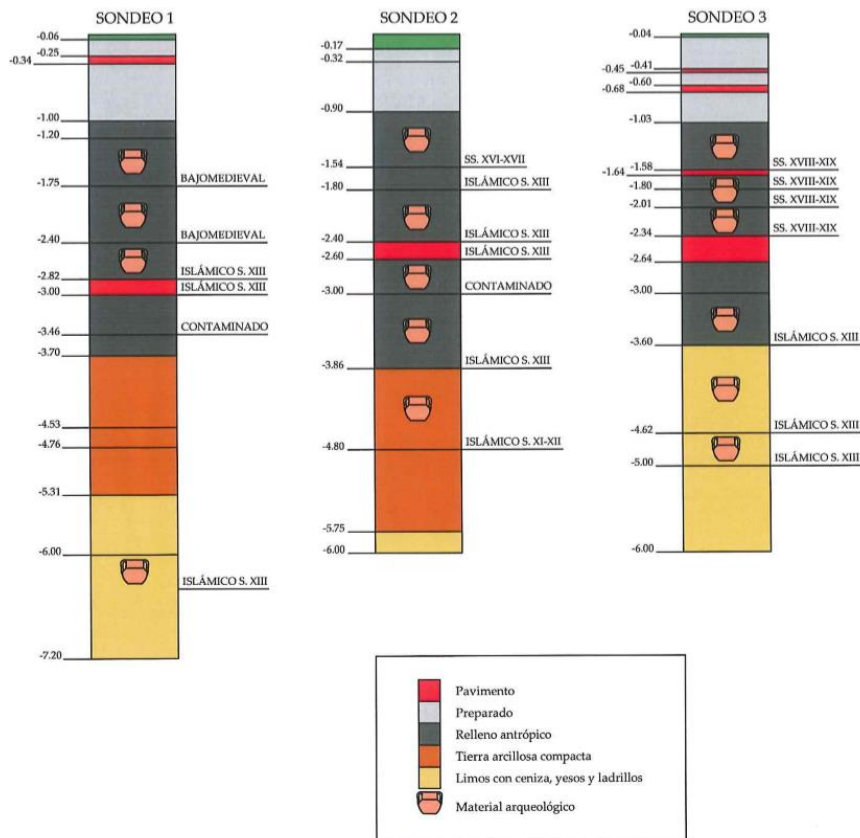 SONDEO 1
-0.06
-0.25
-0.34
-1.00
-1.20
-1.75
BAJOMEDIEVAL
-2.40
BAJOMEDIEVAL
-2.82
ISLÁMICO S. XIII
-3.00
ISLÁMICO S. XIII
-3.46
CONTAMINADO
-3.70
-4.53
-4.76
-5.31
-6.00
ISLÁMICO S. XIII
-7.20
SONDEO 2
-0.17
-0.32
-0.90
-1.54
SS. XVI-XVII
-1.80
ISLÁMICO S. XIII
-2.40
ISLÁMICO S. XIII
-2.60
ISLÁMICO S. XIII
-3.00
CONTAMINADO
-3.86
ISLÁMICO S. XIII
-4.80
ISLÁMICO S. XI-XII
-5.75
-6.00
SONDEO 3
-0.04
-0.41
-0.45
-0.60
-0.68
-1.03
-1.58
SS. XVIII-XIX
-1.64
-1.80
SS. XVIII-XIX
-2.01
SS. XVIII-XIX
-2.34
SS. XVIII-XIX
-2.64
-3.00
-3.60
ISLÁMICO S. XIII
-4.62
ISLÁMICO S. XIII
-5.00
ISLÁMICO S. XIII
-6.00
Pavimento
Preparado
Relleno antrópico
Tierra arcillosa compacta
Limos con ceniza, yesos y ladrillos
Material arqueológico